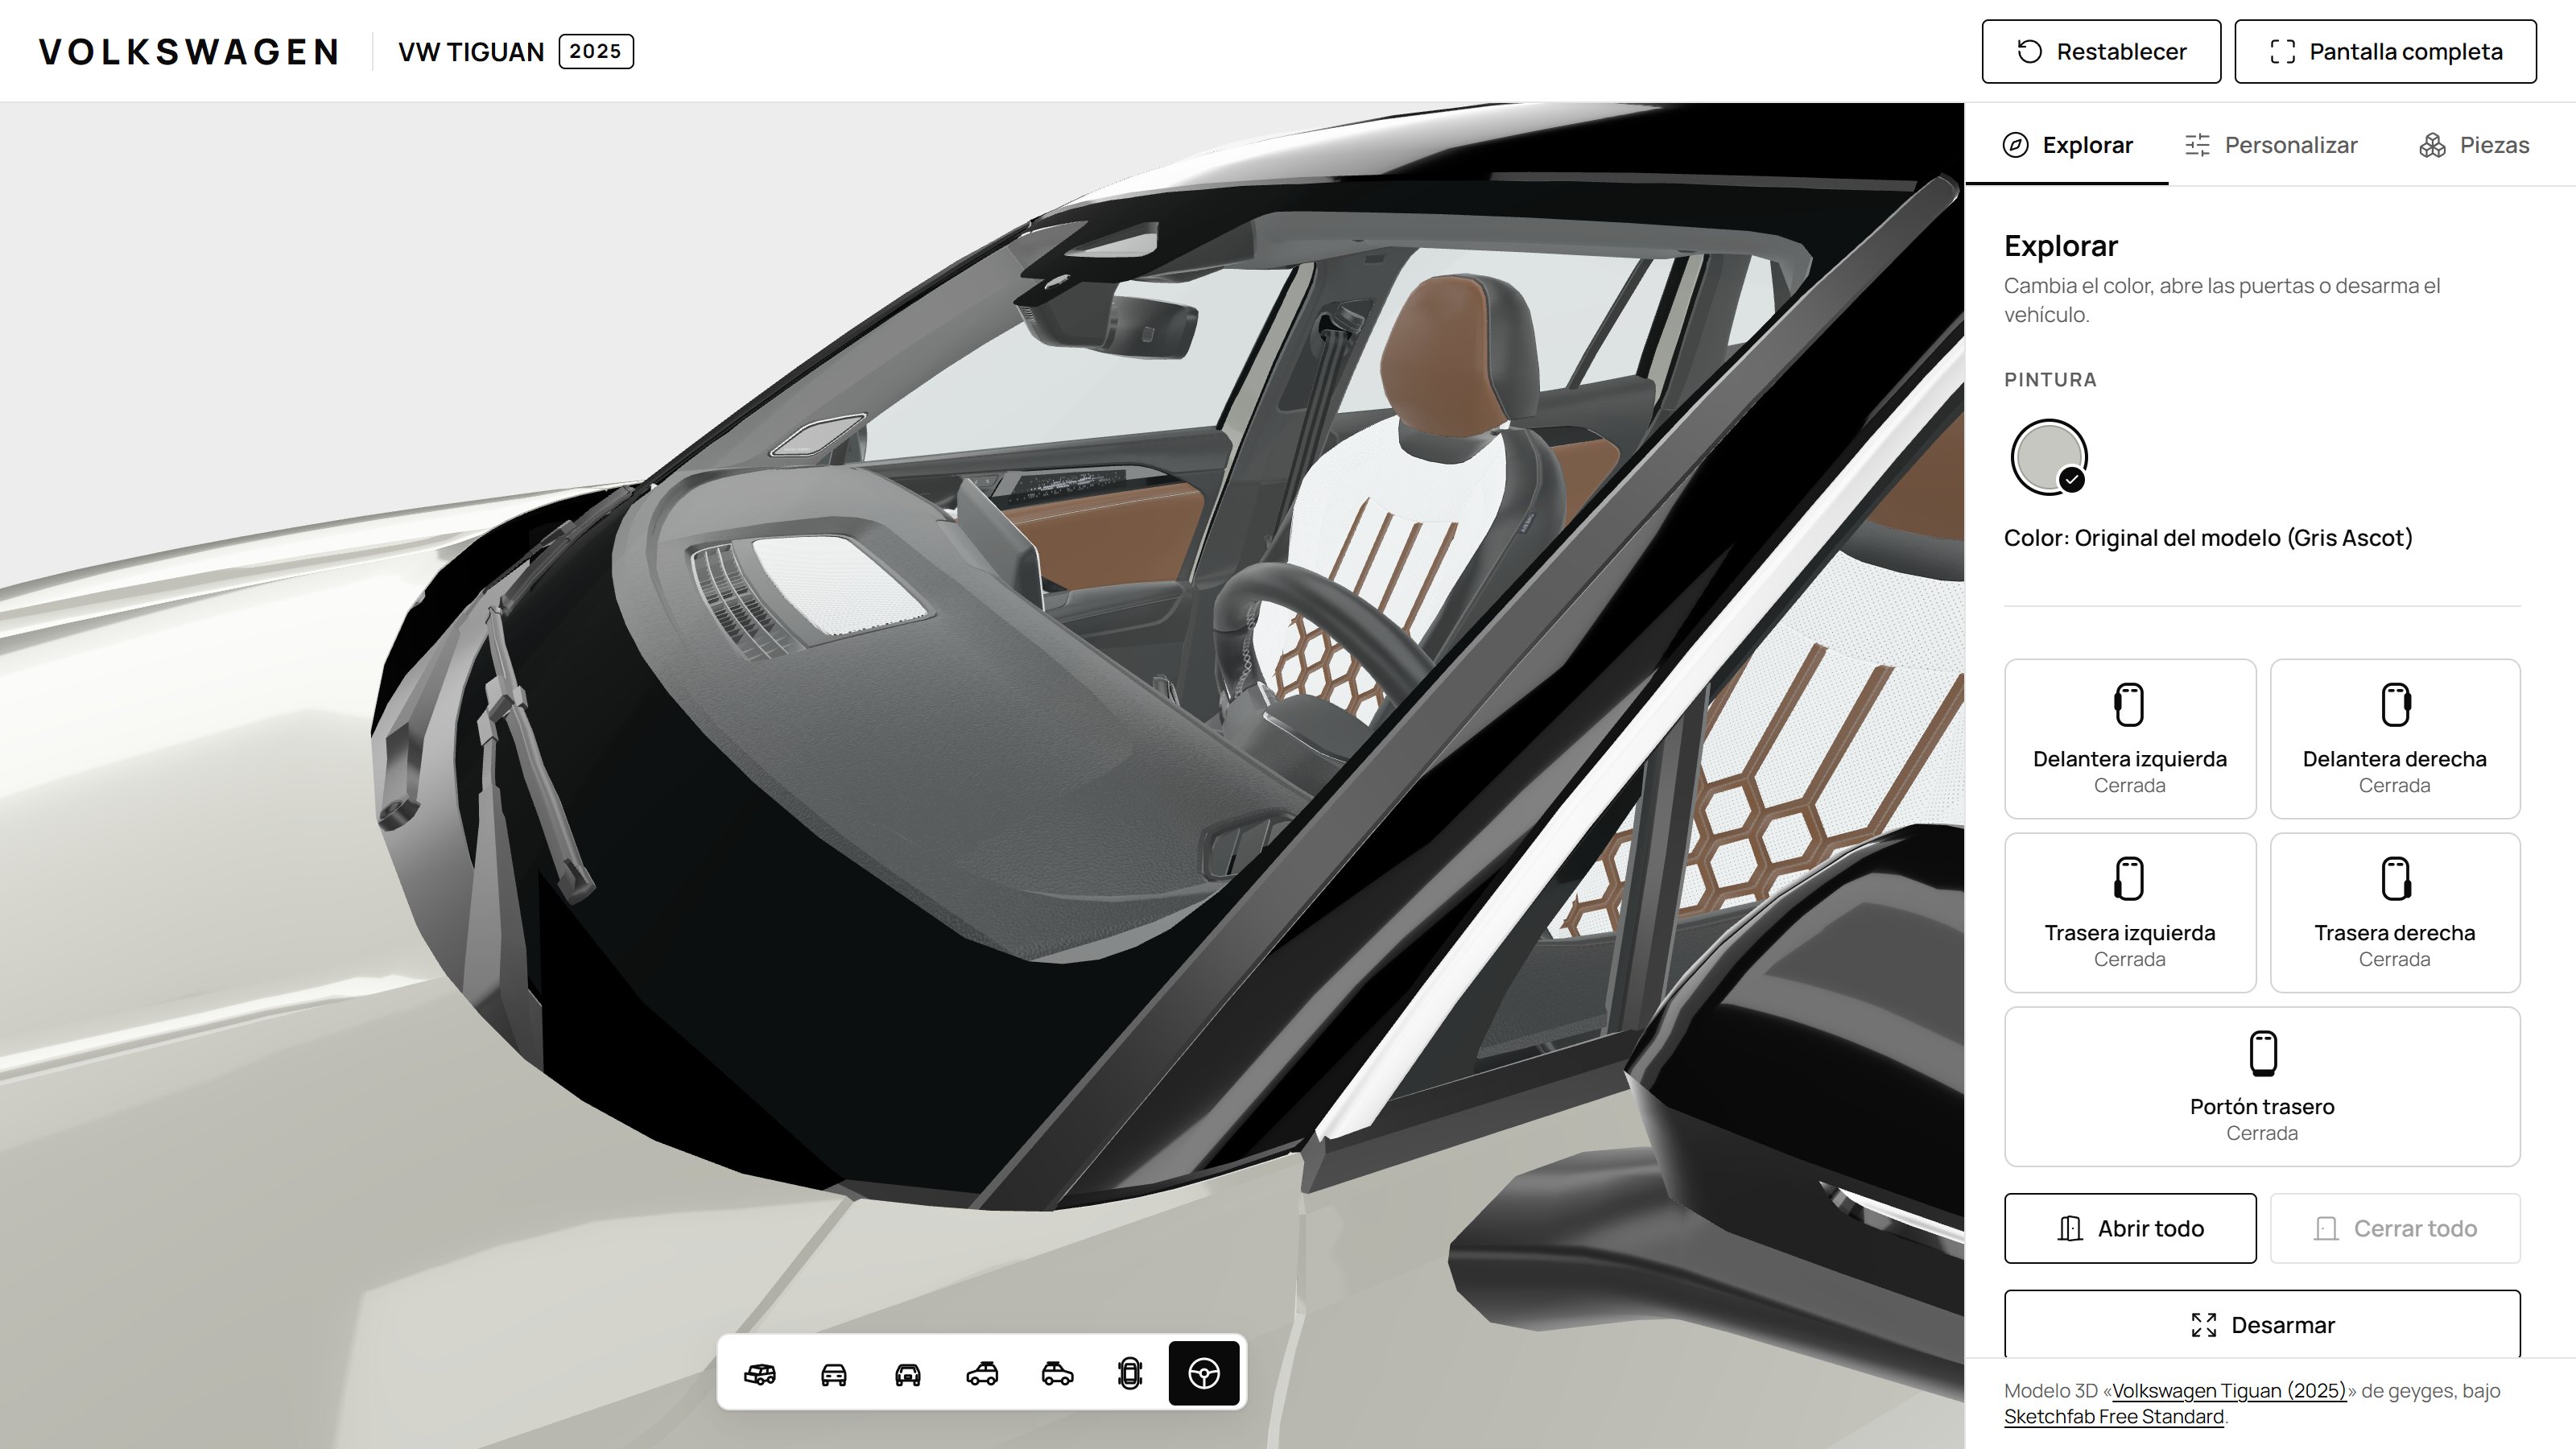 VOLKSWAGEN
VW TIGUAN 2025
Restablecer
Pantalla completa
Explorar
Personalizar
Piezas
Explorar
Cambia el color, abre las puertas o desarma el
vehículo.
PINTURA
Color: Original del modelo (Gris Ascot)
Delantera izquierda
Cerrada
Delantera derecha
Cerrada
Trasera izquierda
Cerrada
Trasera derecha
Cerrada
Portón trasero
Cerrada
Abrir todo
Cerrar todo
Desarmar
Modelo 3D «Volkswagen Tiguan (2025)» de geyges, bajo
Sketchfab Free Standard.